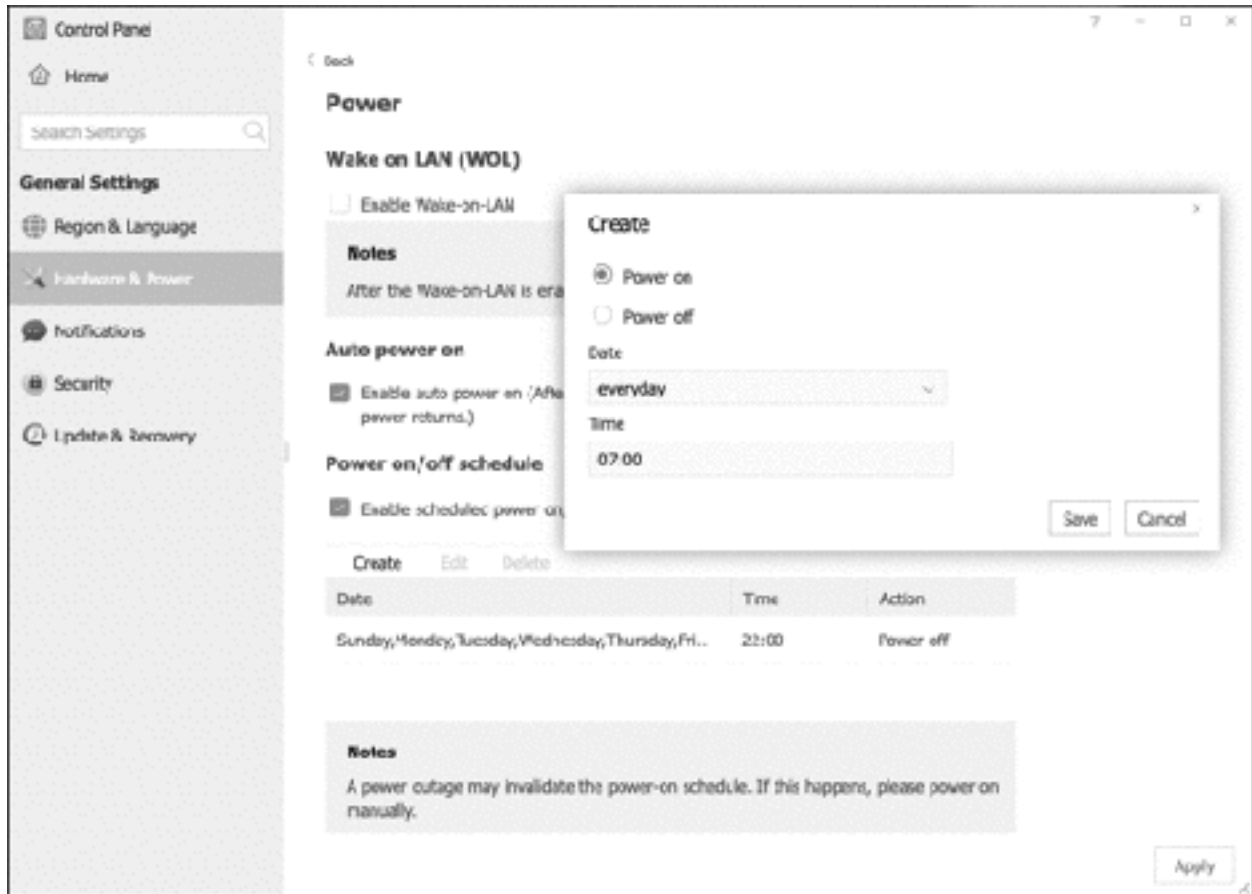 Control Panel
Home
Search Settings
General Settings
Region & Language
Hardware & Power
Notifications
Security
Update & Recovery
Back
Power
Wake on LAN (WOL)
Enable Wake-on-LAN
Notes
After the Wake-on-LAN is ena
Auto power on
Enable auto power on (Afte
power returns.)
Power on/off schedule
Enable scheduled power on
Create Edit Delete
Date Time Action
Sunday,Monday,Tuesday,Wednesday,Thursday,Fri... 22:00 Power off
Notes
A power outage may invalidate the power-on schedule. If this happens, please power on
manually.
Apply
Create
Power on
Power off
Date
everyday
Time
07:00
Save Cancel